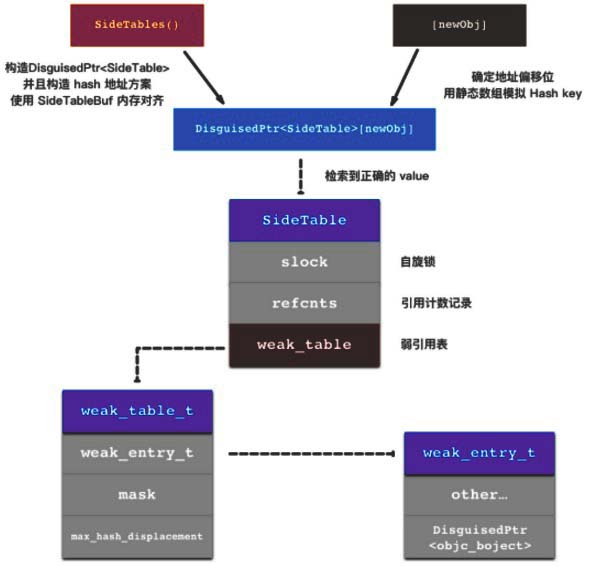 SideTables()
[newObj]
构造DisguisedPtr<SideTable>
并且构造 hash 地址方案
使用 SideTableBuf 内存对齐
确定地址偏移位
用静态数组模拟 Hash key
DisguisedPtr<SideTable>[newObj]
检索到正确的 value
SideTable
slock
自旋锁
refcnts
引用计数记录
weak_table
弱引用表
weak_table_t
weak_entry_t
mask
max_hash_displacement
weak_entry_t
other…
DisguisedPtr
<objc_boject>